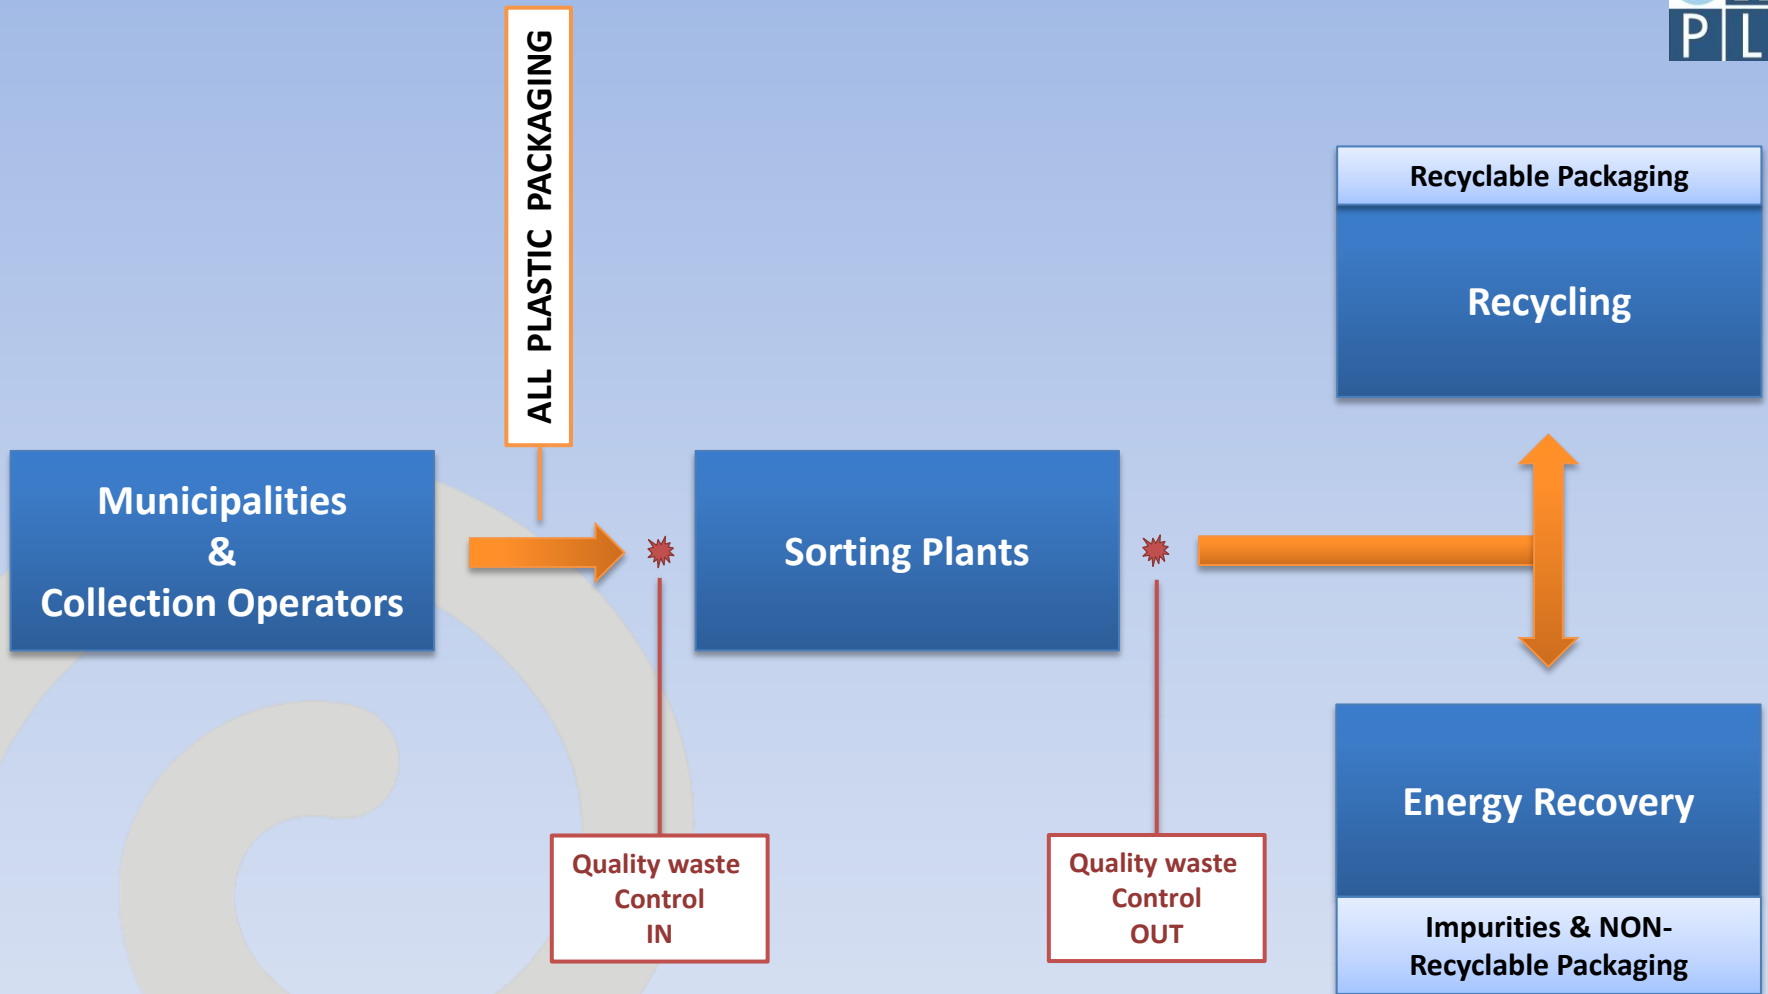 ALL PLASTIC PACKAGING
P L
Recyclable Packaging
Recycling
Municipalities
&
Collection Operators
Sorting Plants
Energy Recovery
Quality waste
Control
IN
Quality waste
Control
OUT
Impurities & NON-
Recyclable Packaging